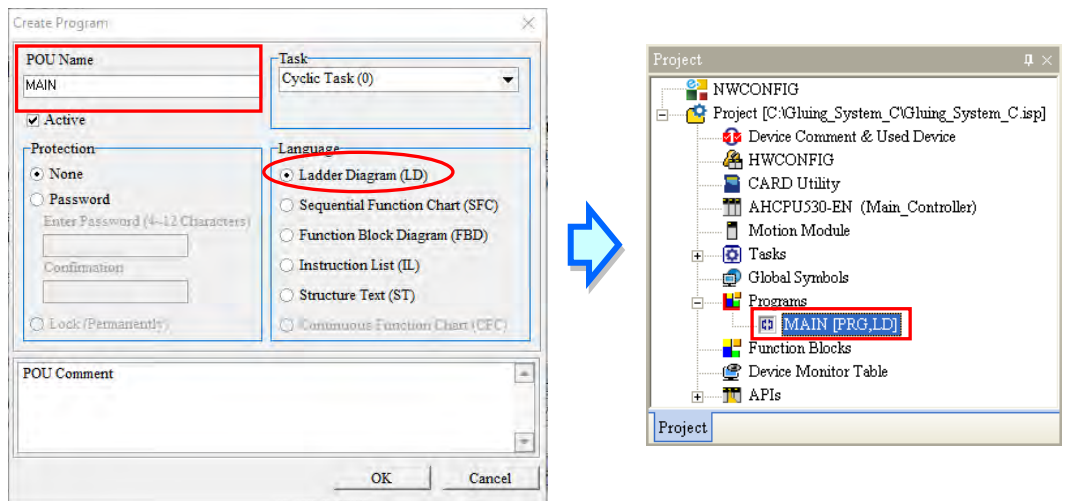 Create Program
POU Name
MAIN
Active
Task
Cyclic Task (0)
Protection
None
Password
Enter Password (4~12 Characters)
Confirmation
Lock (Permanently)
Language
Ladder Diagram (LD)
Sequential Function Chart (SFC)
Function Block Diagram (FBD)
Instruction List (IL)
Structure Text (ST)
Continuous Function Chart (CFC)
POU Comment
OK Cancel
Project
NWCONFIG
Project [C:\Gluing_System_C\Gluing_System_C.isp]
Device Comment & Used Device
HWCONFIG
CARD Utility
AHCPU530-EN (Main_Controller)
Motion Module
Tasks
Global Symbols
Programs
MAIN [PRG,LD]
Function Blocks
Device Monitor Table
APIs
Project